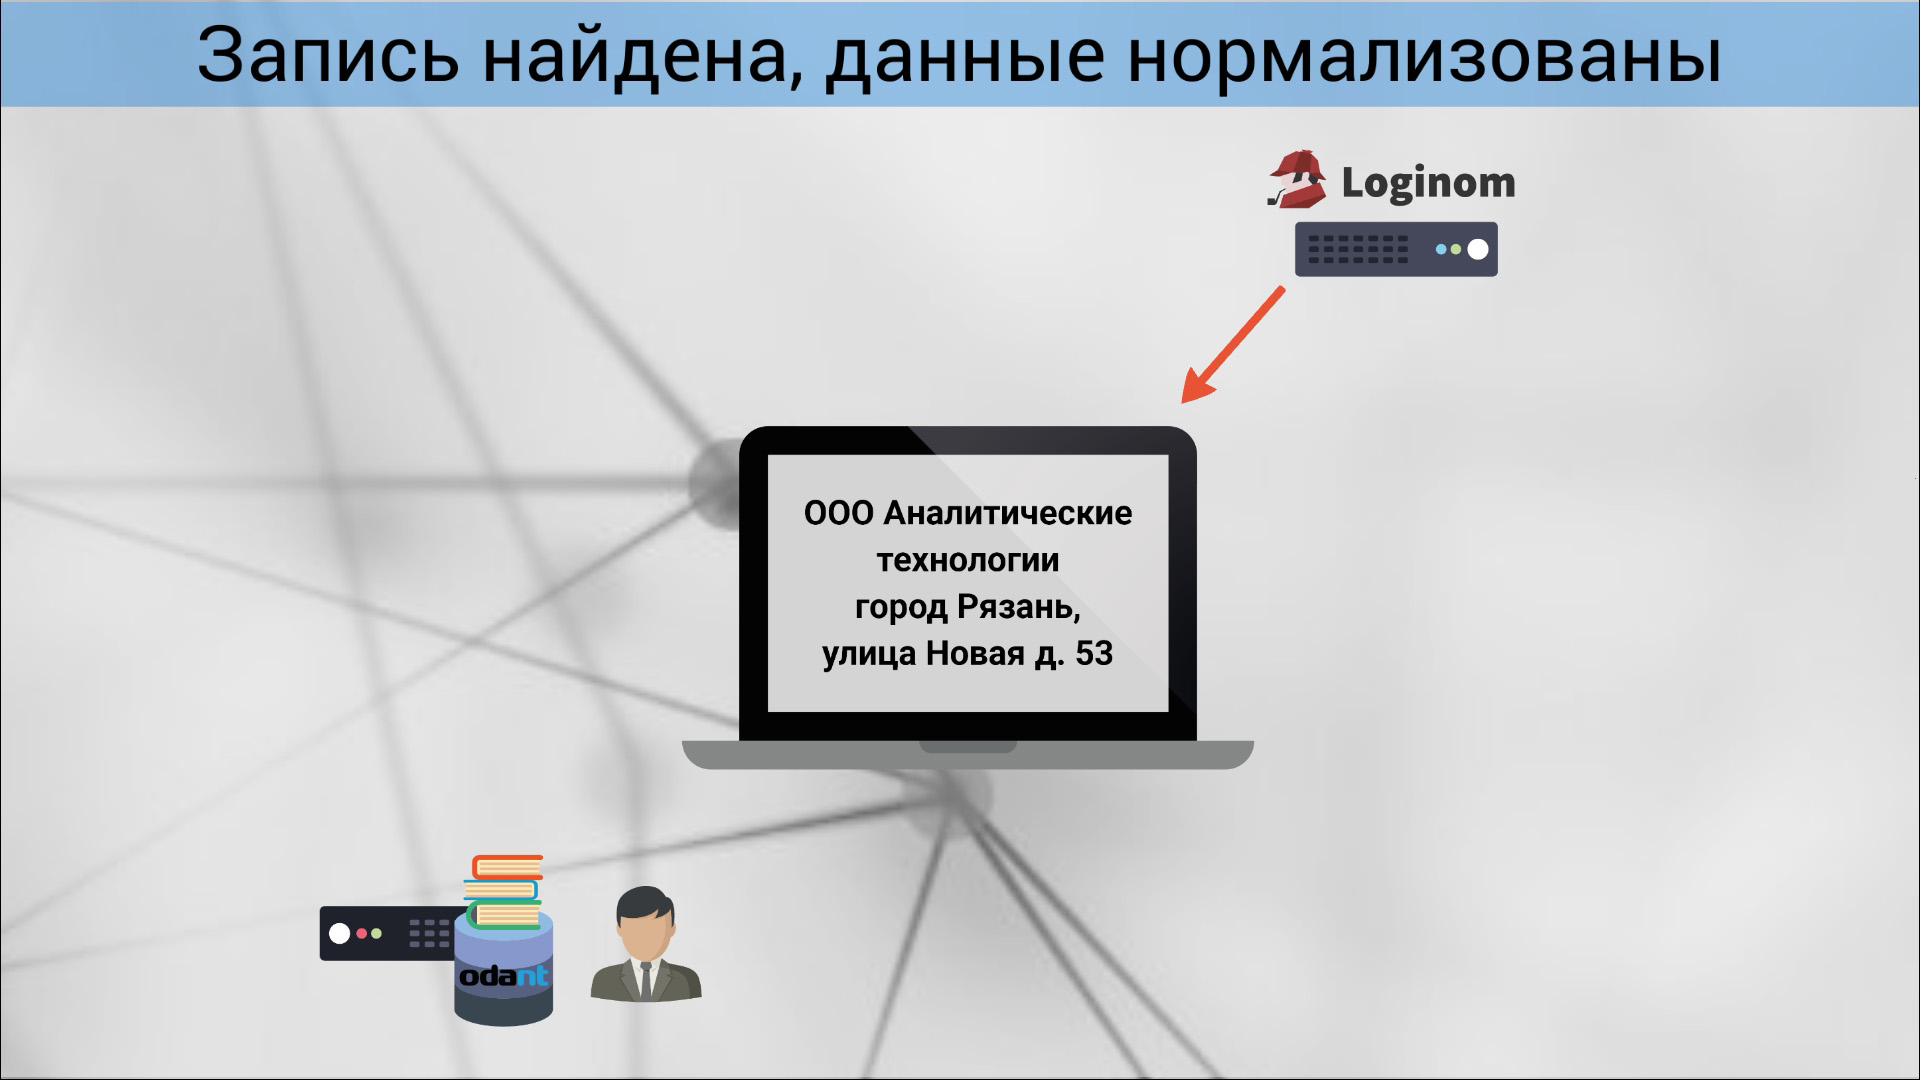 Запись найдена, данные нормализованы
Loginom
ООО Аналитические
технологии
город Рязань,
улица Новая д. 53
odant